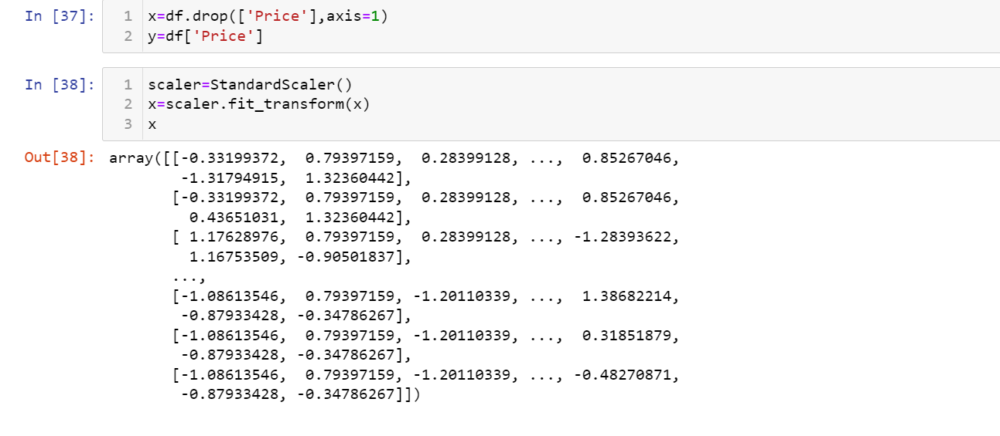 In [37]:
1 x=df.drop(['Price'],axis=1)
2 y=df['Price']
In [38]:
1 scaler=StandardScaler()
2 x=scaler.fit_transform(x)
3 x
Out[38]: array([[-0.33199372,  0.79397159,  0.28399128, ...,  0.85267046,
        -1.31794915,  1.32360442],
       [-0.33199372,  0.79397159,  0.28399128, ...,  0.85267046,
         0.43651031,  1.32360442],
       [ 1.17628976,  0.79397159,  0.28399128, ..., -1.28393622,
         1.16753509, -0.90501837],
       ...,
       [-1.08613546,  0.79397159, -1.20110339, ...,  1.38682214,
        -0.87933428, -0.34786267],
       [-1.08613546,  0.79397159, -1.20110339, ...,  0.31851879,
        -0.87933428, -0.34786267],
       [-1.08613546,  0.79397159, -1.20110339, ..., -0.48270871,
        -0.87933428, -0.34786267]])